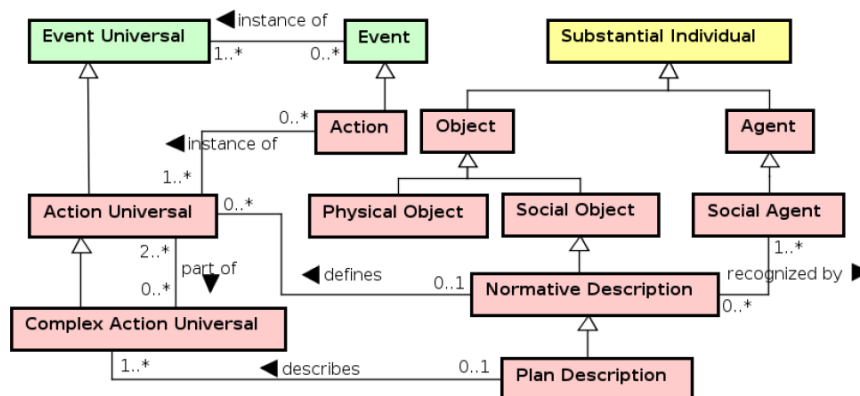 Event Universal
instance of
1..*
0..*
Event
Substantial Individual
Action
0..*
instance of
1..*
Object
Agent
Action Universal
0..*
Physical Object
Social Object
Social Agent
2..*
part of
0..*
defines
0..1
Normative Description
1..*
recognized by
0..*
Complex Action Universal
1..*
describes
0..1
Plan Description